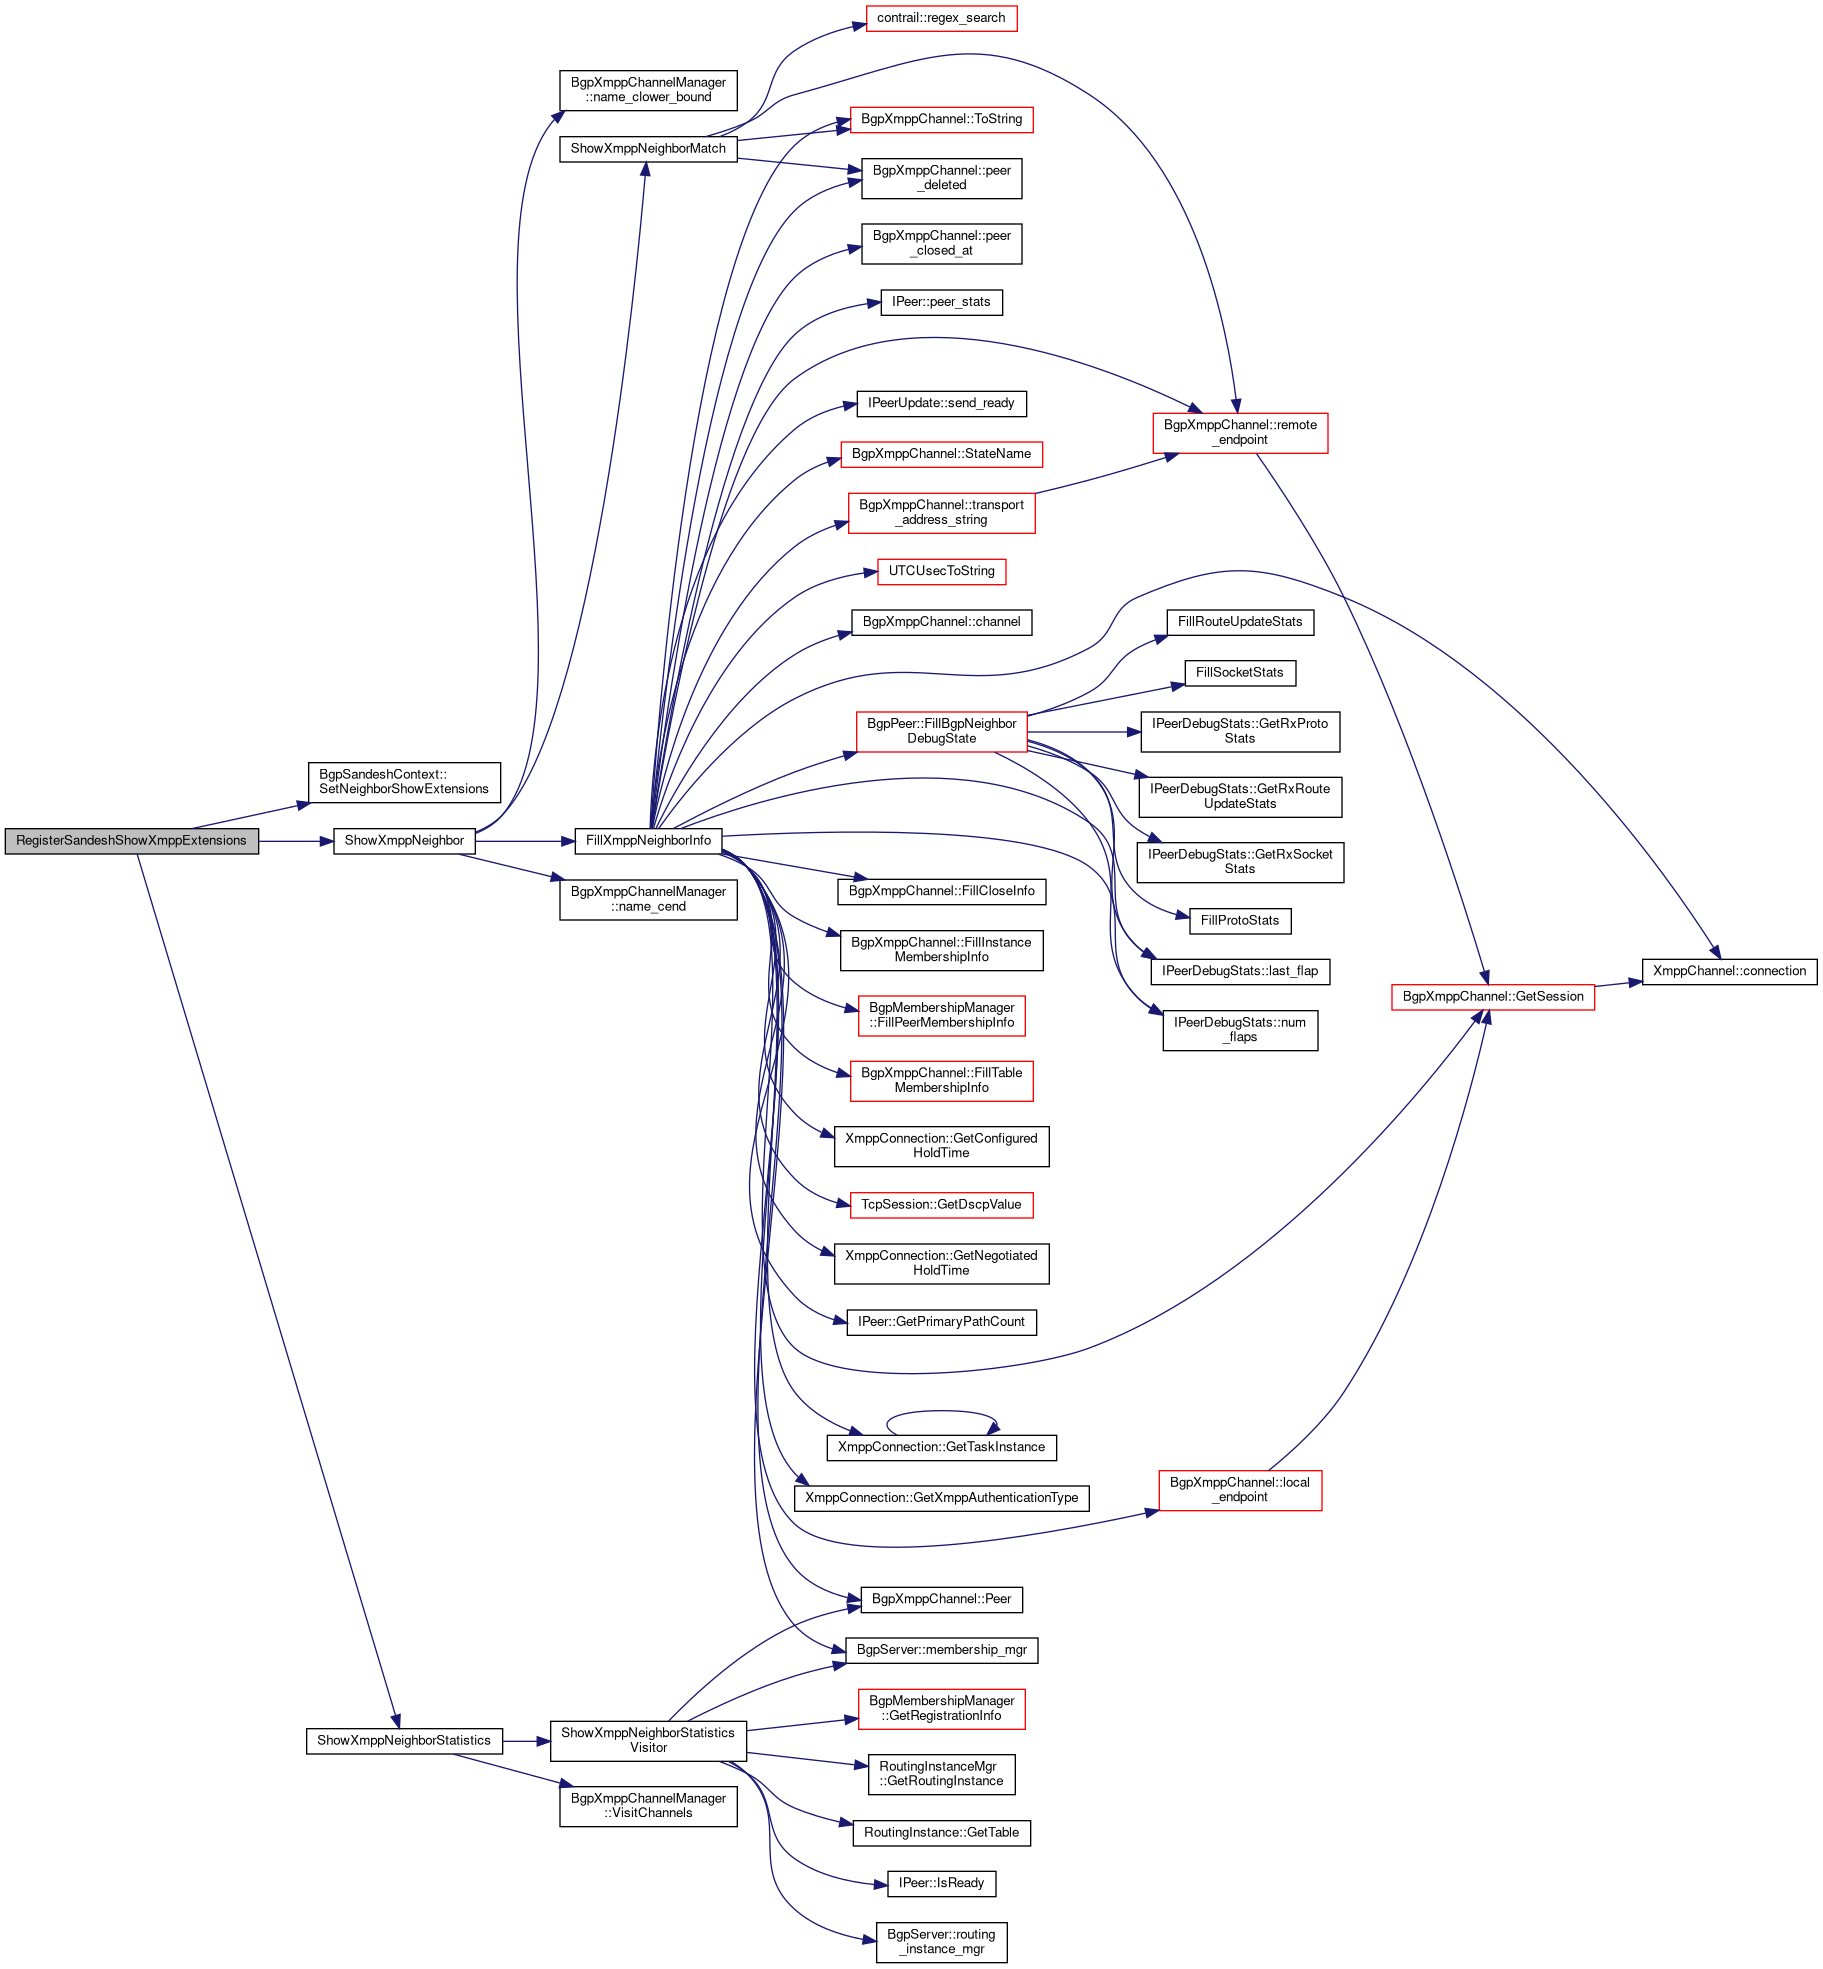 contrail::regex_search
BgpXmppChannelManager
::name_clower_bound
BgpXmppChannel::ToString
ShowXmppNeighborMatch
BgpXmppChannel::peer
_deleted
BgpXmppChannel::peer
_closed_at
IPeer::peer_stats
IPeerUpdate::send_ready
BgpXmppChannel::remote
_endpoint
BgpXmppChannel::StateName
BgpXmppChannel::transport
_address_string
UTCUsecToString
BgpXmppChannel::channel
FillRouteUpdateStats
FillSocketStats
BgpPeer::FillBgpNeighbor
DebugState
IPeerDebugStats::GetRxProto
Stats
BgpSandeshContext::
SetNeighborShowExtensions
IPeerDebugStats::GetRxRoute
UpdateStats
RegisterSandeshShowXmppExtensions
ShowXmppNeighbor
FillXmppNeighborInfo
IPeerDebugStats::GetRxSocket
Stats
BgpXmppChannelManager
::name_cend
BgpXmppChannel::FillCloseInfo
FillProtoStats
BgpXmppChannel::FillInstance
MembershipInfo
IPeerDebugStats::last_flap
XmppChannel::connection
BgpXmppChannel::GetSession
BgpMembershipManager
::FillPeerMembershipInfo
IPeerDebugStats::num
_flaps
BgpXmppChannel::FillTable
MembershipInfo
XmppConnection::GetConfigured
HoldTime
TcpSession::GetDscpValue
XmppConnection::GetNegotiated
HoldTime
IPeer::GetPrimaryPathCount
XmppConnection::GetTaskInstance
XmppConnection::GetXmppAuthenticationType
BgpXmppChannel::local
_endpoint
BgpXmppChannel::Peer
BgpServer::membership_mgr
BgpMembershipManager
::GetRegistrationInfo
ShowXmppNeighborStatistics
ShowXmppNeighborStatistics
Visitor
RoutingInstanceMgr
::GetRoutingInstance
BgpXmppChannelManager
::VisitChannels
RoutingInstance::GetTable
IPeer::IsReady
BgpServer::routing
_instance_mgr